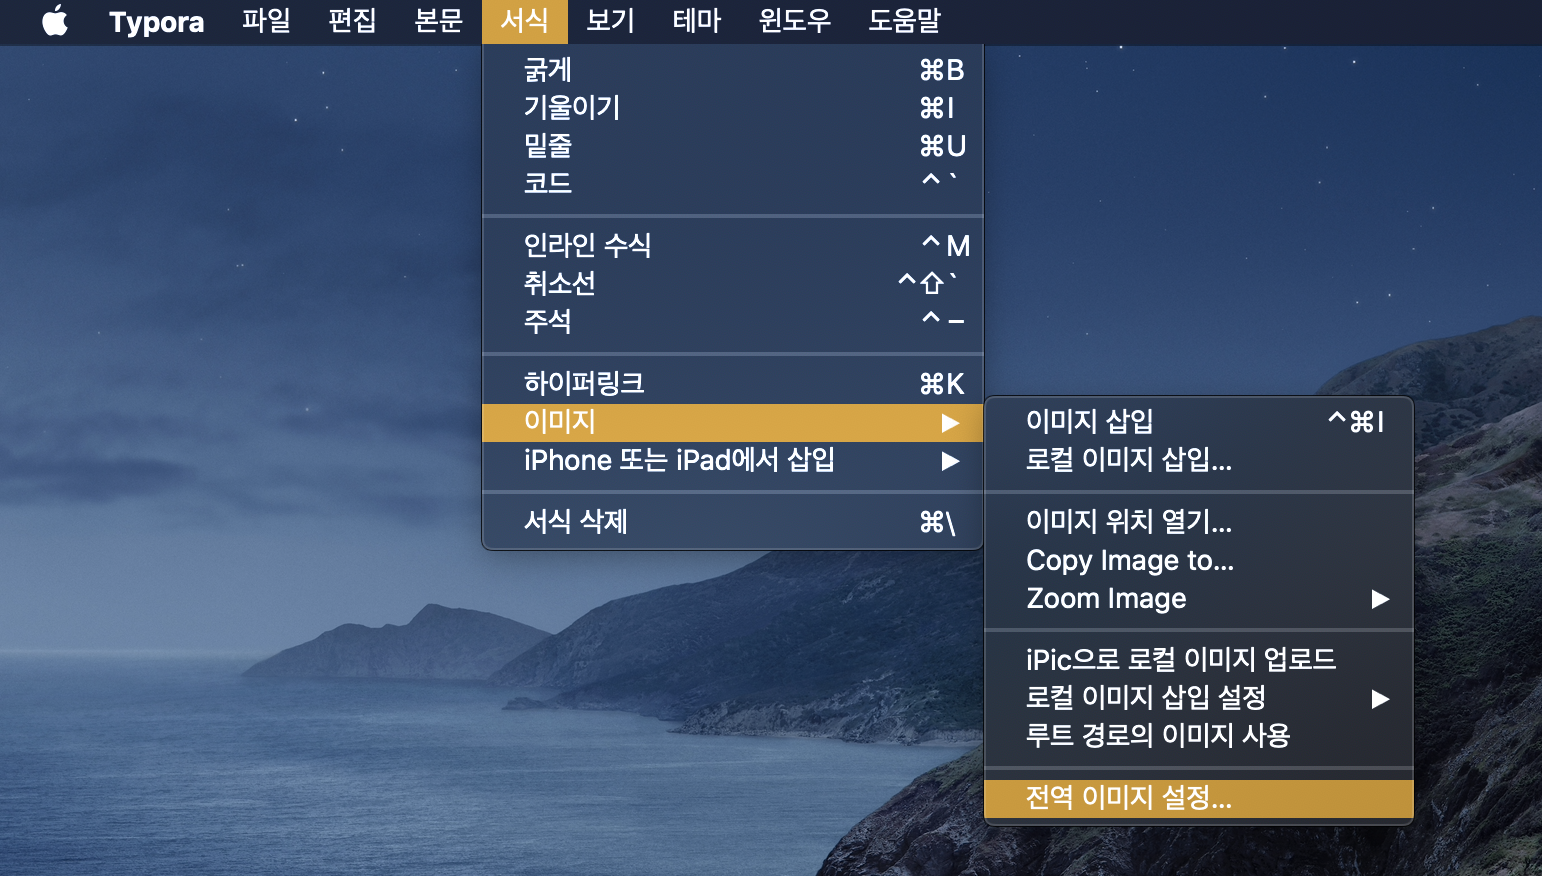 Typora 파일 편집 본문 서식 보기 테마 윈도우 도움말
굵게 ⌘B
기울이기 ⌘I
밑줄 ⌘U
코드 ^`
인라인 수식 ^M
취소선 ^⇧`
주석 ^-
하이퍼링크 ⌘K
이미지 ▶
iPhone 또는 iPad에서 삽입 ▶
서식 삭제 ⌘\
이미지 삽입 ^⌘I
로컬 이미지 삽입...
이미지 위치 열기...
Copy Image to...
Zoom Image ▶
iPic으로 로컬 이미지 업로드
로컬 이미지 삽입 설정 ▶
루트 경로의 이미지 사용
전역 이미지 설정...